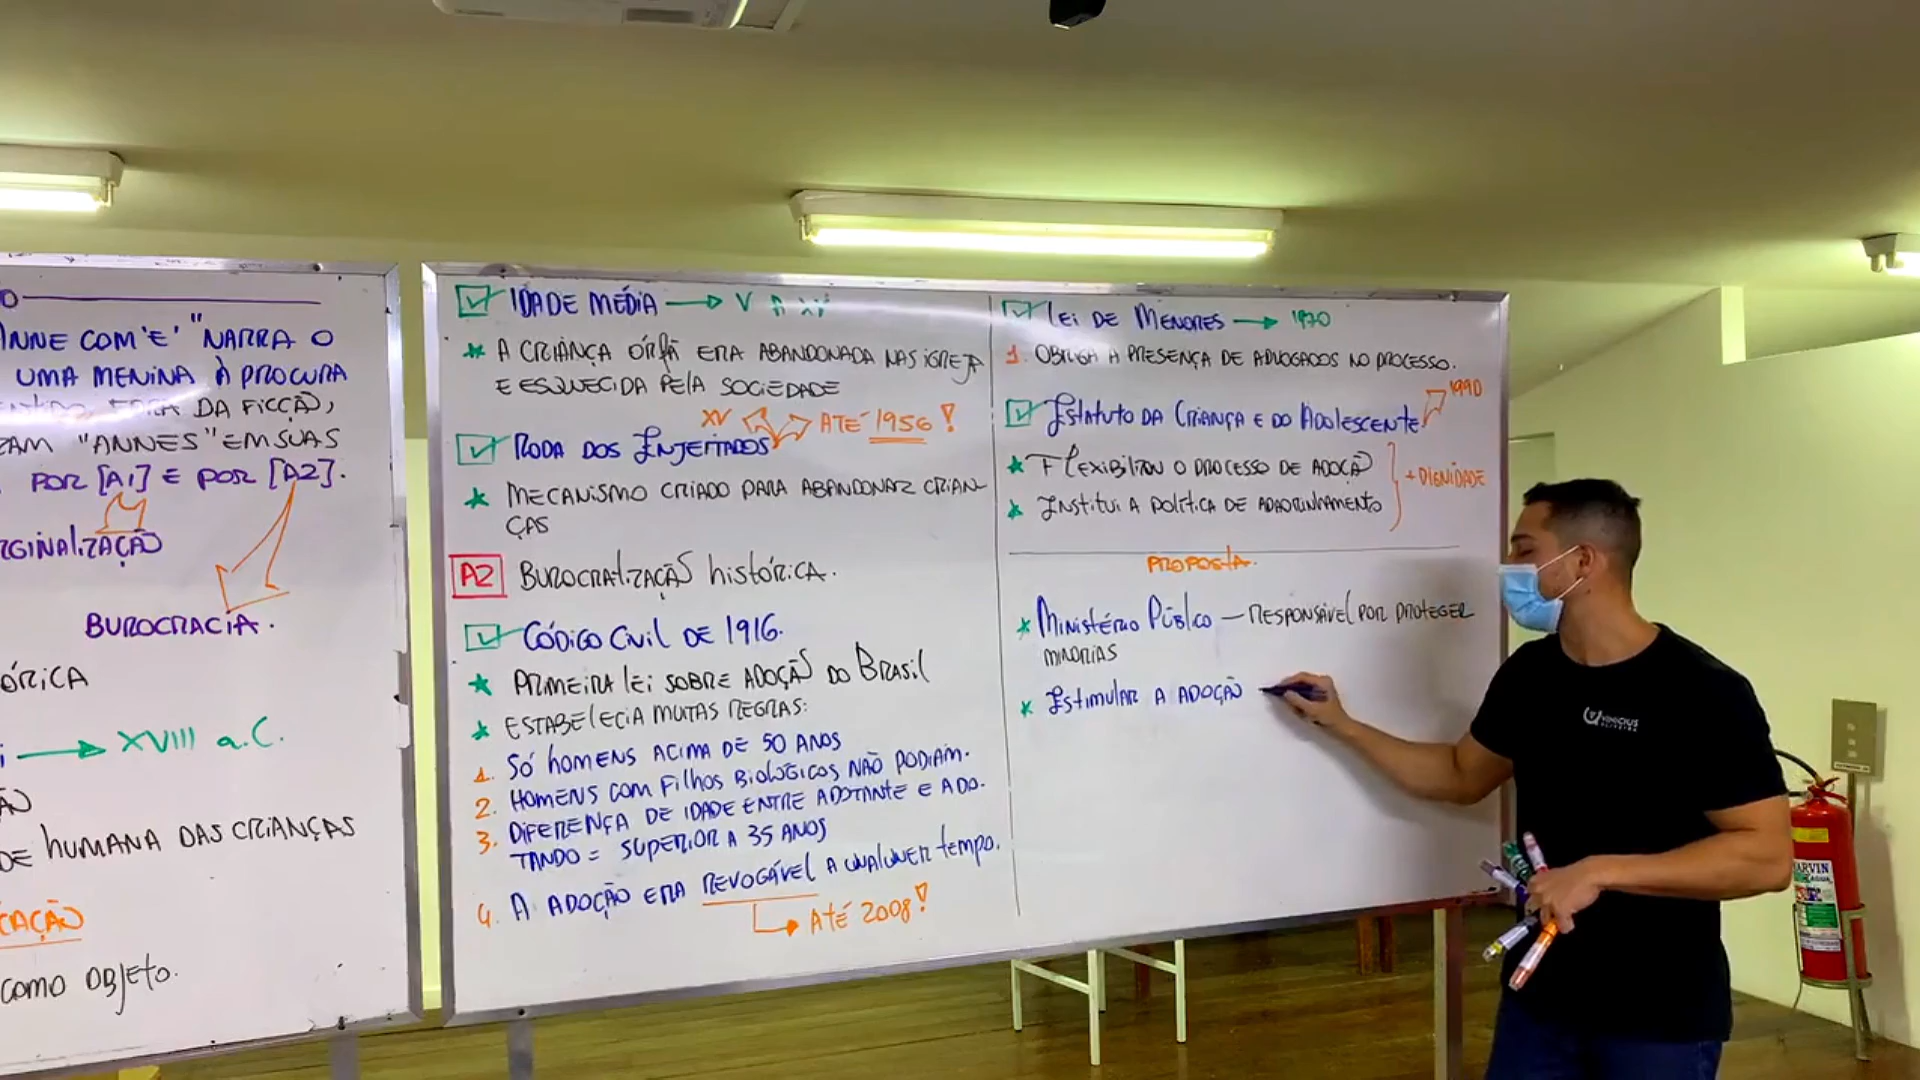 ANNE COM 'E'" NARRA O
UMA MENINA À PROCURA
DA FICÇÃO,
"ANNES" EM SUAS
POR [A1] E POR [A2].
BUROCRACIA.
XVIII a.C.
HUMANA DAS CRIANÇAS
COMO OBJETO.
IDADE MÉDIA → V
* A CRIANÇA ÓRFÃ ERA ABANDONADA NAS IGREJA
E ESQUECIDA PELA SOCIEDADE
XV ATÉ 1956!
RODA DOS ENJEITADOS
* MECANISMO CRIADO PARA ABANDONAR CRIAN-
ÇAS
A2 BUROCRATIZAÇÃO HISTÓRICA.
CÓDIGO CIVIL DE 1916.
* PRIMEIRA LEI SOBRE ADOÇÃO DO BRASIL
* ESTABELECIA MUITAS REGRAS:
1. SÓ HOMENS ACIMA DE 50 ANOS
2. HOMENS COM FILHOS BIOLÓGICOS NÃO PODIAM.
3. DIFERENÇA DE IDADE ENTRE ADOTANTE E ADO-
TANDO = SUPERIOR A 35 ANOS
4. A ADOÇÃO ERA REVOGÁVEL A QUALQUER TEMPO.
→ ATÉ 2008!
LEI DE MENORES → 1970
1. OBRIGA A PRESENÇA DE ADVOGADOS NO PROCESSO.
1990
ESTATUTO DA CRIANÇA E DO ADOLESCENTE
* FLEXIBILIZOU O PROCESSO DE ADOÇÃO
+ DIGNIDADE
* INSTITUI A POLÍTICA DE APADRINHAMENTO
PROPOSTA.
* MINISTÉRIO PÚBLICO — RESPONSÁVEL POR PROTEGER
MINORIAS
* ESTIMULAR A ADOÇÃO
VINICIUS
OLIVEIRA